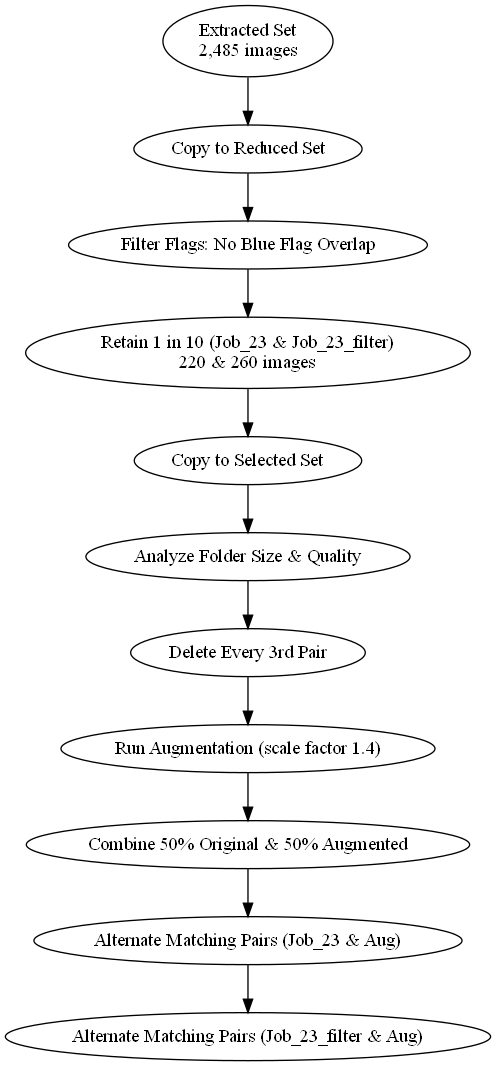 Extracted Set
2,485 images
Copy to Reduced Set
Filter Flags: No Blue Flag Overlap
Retain 1 in 10 (Job_23 & Job_23_filter)
220 & 260 images
Copy to Selected Set
Analyze Folder Size & Quality
Delete Every 3rd Pair
Run Augmentation (scale factor 1.4)
Combine 50% Original & 50% Augmented
Alternate Matching Pairs (Job_23 & Aug)
Alternate Matching Pairs (Job_23_filter & Aug)